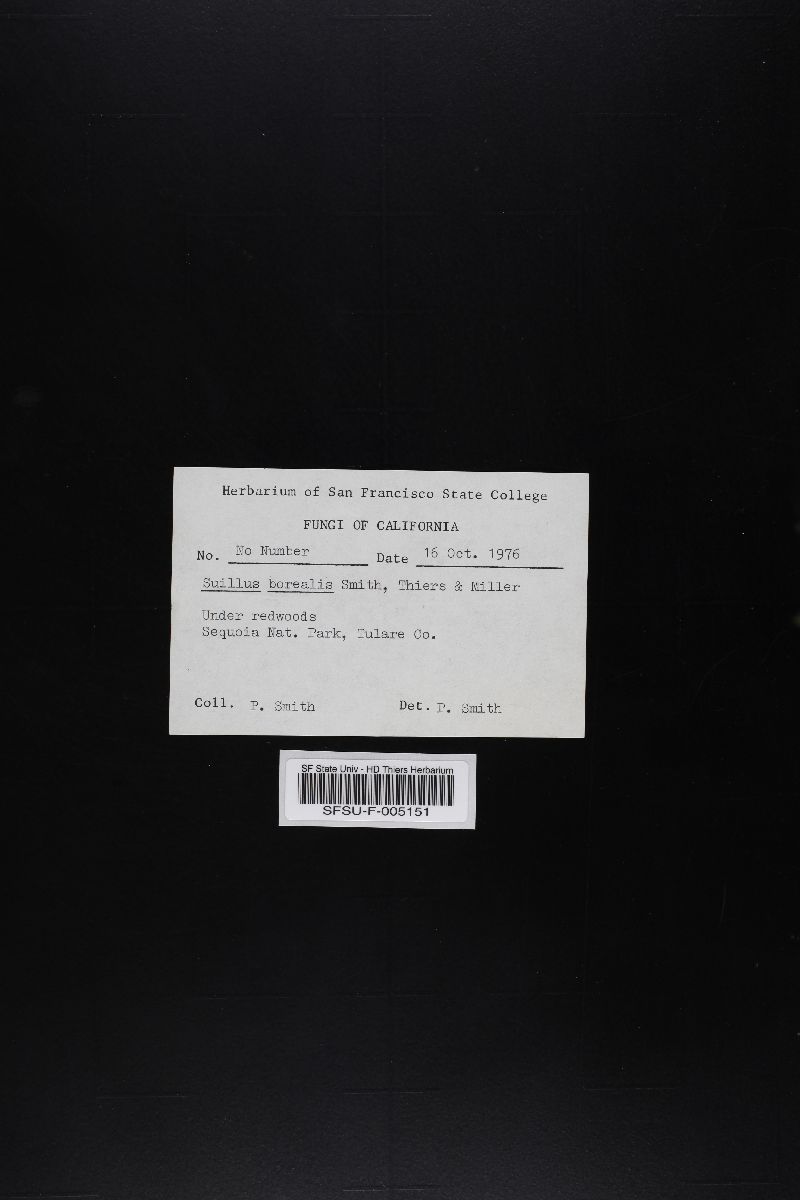 Herbarium of San Francisco State College
FUNGI OF CALIFORNIA
No. No Number Date 16 Oct. 1976
Suillus borealis Smith, Thiers & Miller
Under redwoods
Sequoia Nat. Park, Tulare Co.
Coll. P. Smith Det. P. Smith
SF State Univ - HD Thiers Herbarium
SFSU-F-005151